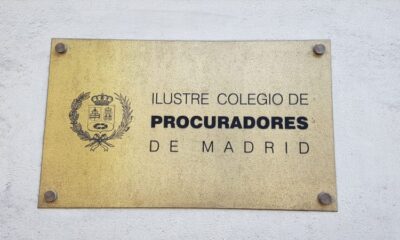 ILUSTRE COLEGIO DE
PROCURADORES
DE MADRID